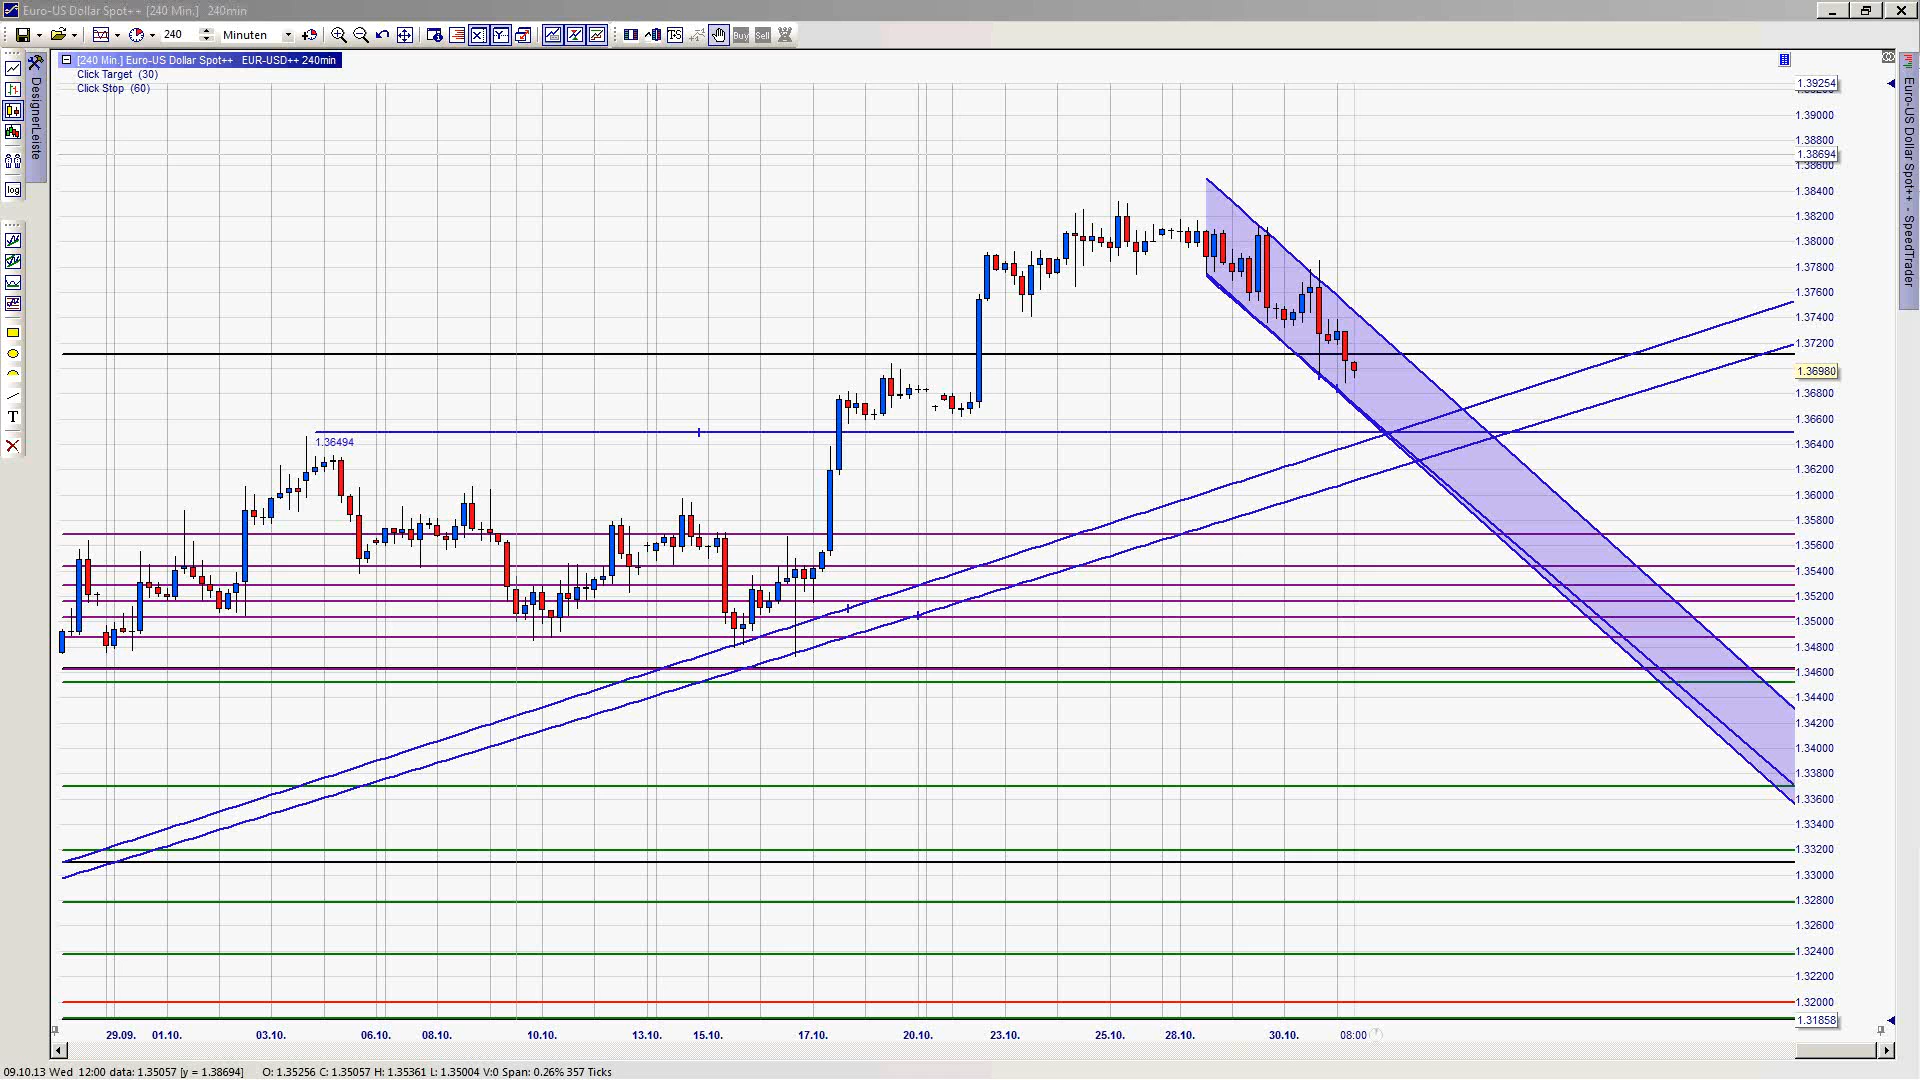 Euro-US Dollar Spot++ [240 Min.]   240min
240
Minuten
T-S
Buy
Sell
DesignerLeiste
log
T
[240 Min.] Euro-US Dollar Spot++   EUR-USD++ 240min
Click Target  (30)
Click Stop  (60)
Euro-US Dollar Spot++ - SpeedTrader
1.39254
1.39000
1.38800
1.38694
1.38600
1.38400
1.38200
1.38000
1.37800
1.37600
1.37400
1.37200
1.36980
1.36800
1.36600
1.36494
1.36400
1.36200
1.36000
1.35800
1.35600
1.35400
1.35200
1.35000
1.34800
1.34600
1.34400
1.34200
1.34000
1.33800
1.33600
1.33400
1.33200
1.33000
1.32800
1.32600
1.32400
1.32200
1.32000
1.31858
29.09.   01.10.   03.10.   06.10.   08.10.   10.10.   13.10.   15.10.   17.10.   20.10.   23.10.   25.10.   28.10.   30.10.   08:00
09.10.13 Wed  12:00 data: 1.35057 [y = 1.38694]   O: 1.35256 C: 1.35057 H: 1.35361 L: 1.35004 V:0 Span: 0.26% 357 Ticks